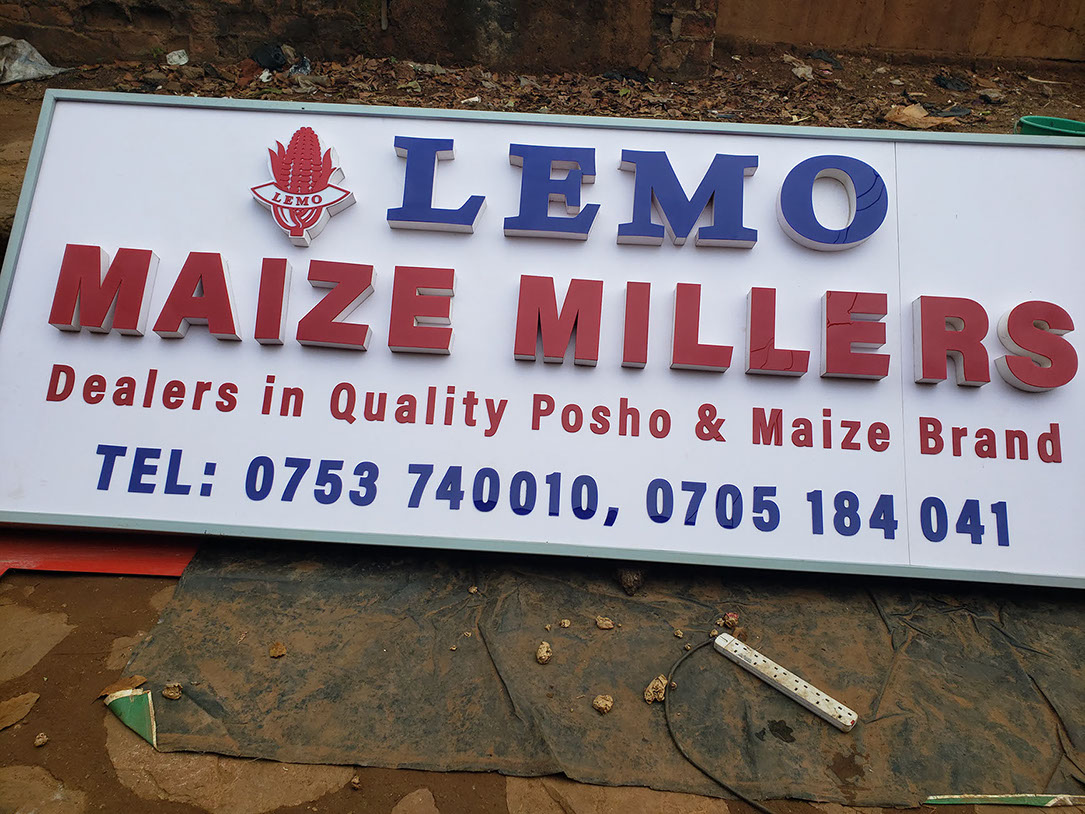 LEMO
LEMO
MAIZE MILLERS
Dealers in Quality Posho & Maize Brand
TEL: 0753 740010, 0705 184 041